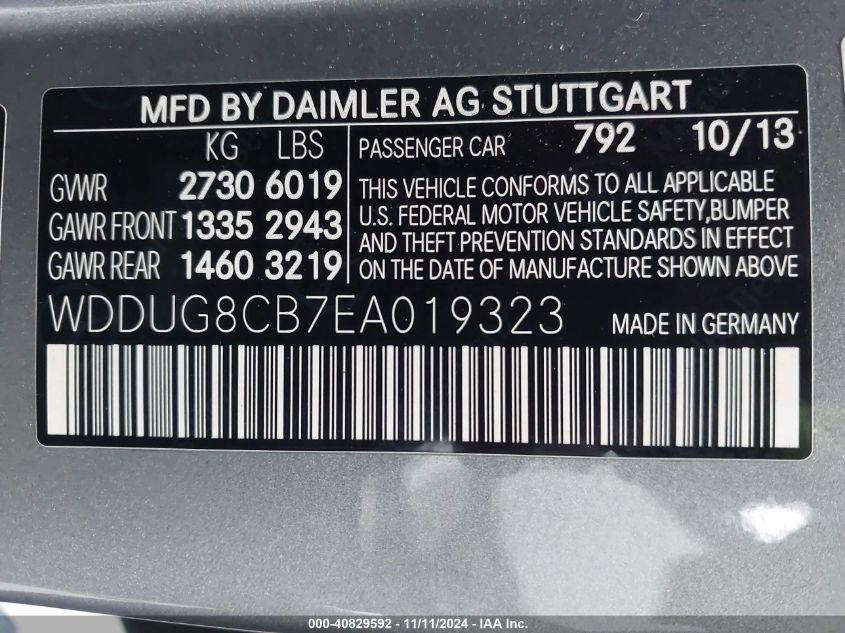 MFD BY DAIMLER AG STUTTGART
KG LBS
GVWR 2730 6019
GAWR FRONT 1335 2943
GAWR REAR 1460 3219
PASSENGER CAR 792 10/13
THIS VEHICLE CONFORMS TO ALL APPLICABLE
U.S. FEDERAL MOTOR VEHICLE SAFETY,BUMPER
AND THEFT PREVENTION STANDARDS IN EFFECT
ON THE DATE OF MANUFACTURE SHOWN ABOVE
WDDUG8CB7EA019323 MADE IN GERMANY
000-40829592 - 11/11/2024 - IAA Inc.